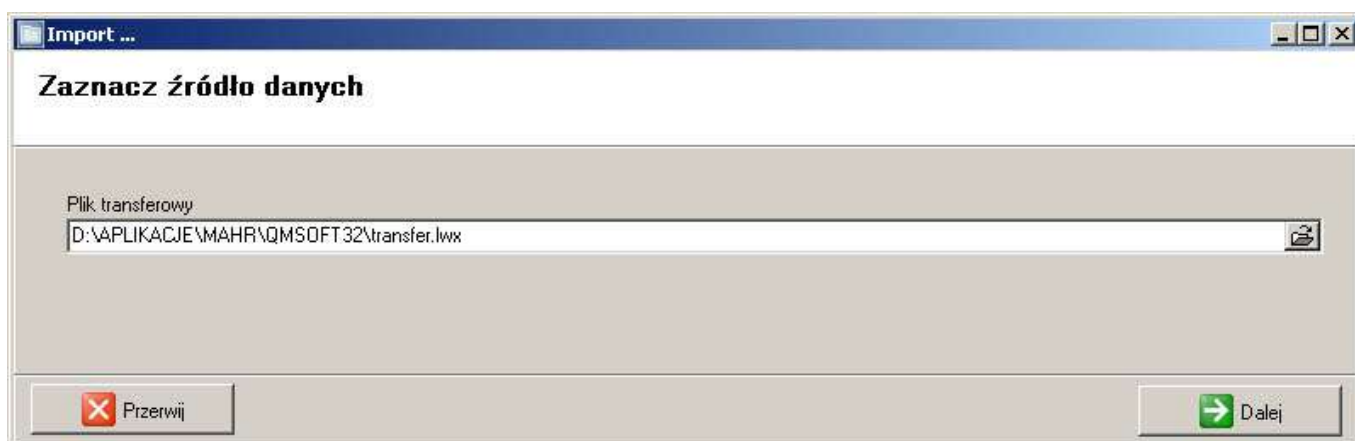 Import ...
Zaznacz źródło danych
Plik transferowy
D:\APLIKACJE\MAHR\QMSOFT32\transfer.lwx
Przerwij
Dalej